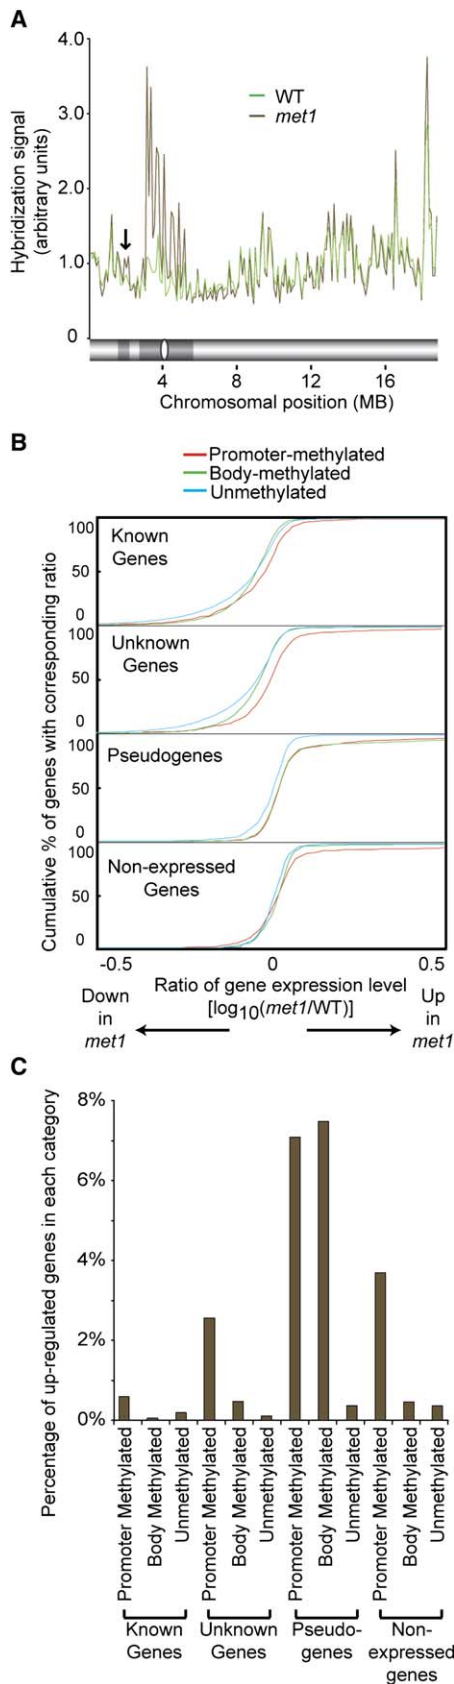 A
4.0
3.0
2.0
1.0
0
Hybridization signal
(arbitrary units)
WT
met1
4
8
12
16
Chromosomal position (MB)
B
Promoter-methylated
Body-methylated
Unmethylated
Cumulative % of genes with corresponding ratio
100
50
0
Known
Genes
100
50
0
Unknown
Genes
100
50
0
Pseudogenes
100
50
0
Non-expressed
Genes
-0.5
0
0.5
Ratio of gene expression level
[log10(met1/WT)]
Down
in
met1
Up
in
met1
C
Percentage of up-regulated genes in each category
8%
6%
4%
2%
0%
Promoter Methylated
Body Methylated
Unmethylated
Promoter Methylated
Body Methylated
Unmethylated
Promoter Methylated
Body Methylated
Unmethylated
Promoter Methylated
Body Methylated
Unmethylated
Known
Genes
Unknown
Genes
Pseudo-
genes
Non-
expressed
genes